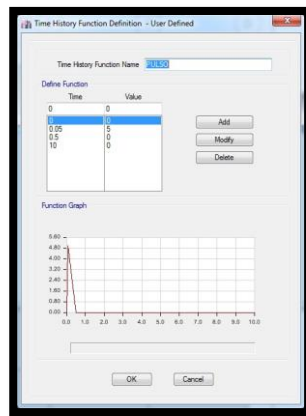 Time History Function Definition - User Defined
Time History Function Name PULSO
Define Function
Time Value
0 0
0 0
0.05 5
0.5 0
10 0
Add
Modify
Delete
Function Graph
5.60
4.80
4.00
3.20
2.40
1.60
0.80
0.00
0.0 1.0 2.0 3.0 4.0 5.0 6.0 7.0 8.0 9.0 10.0
OK Cancel